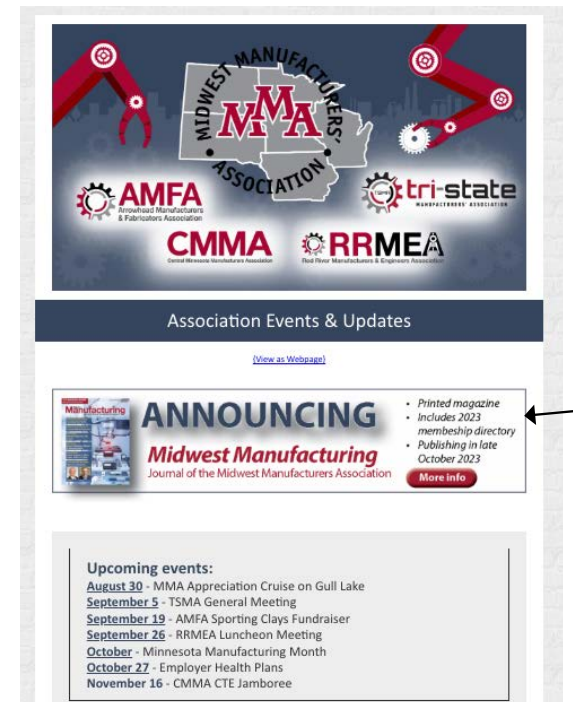 MIDWEST MANUFACTURERS'
MMA
ASSOCIATION
AMFA
Arrowhead Manufacturers
& Fabricators Association
TSMA
tri-state
MANUFACTURERS' ASSOCIATION
CMMA
Central Minnesota Manufacturers Association
RRMEA
Red River Manufacturers & Engineers Association
Association Events & Updates
(View as Webpage)
Manufacturing
ANNOUNCING
Midwest Manufacturing
Journal of the Midwest Manufacturers Association
• Printed magazine
• Includes 2023
membeship directory
• Publishing in late
October 2023
More info
Upcoming events:
August 30 - MMA Appreciation Cruise on Gull Lake
September 5 - TSMA General Meeting
September 19 - AMFA Sporting Clays Fundraiser
September 26 - RRMEA Luncheon Meeting
October - Minnesota Manufacturing Month
October 27 - Employer Health Plans
November 16 - CMMA CTE Jamboree